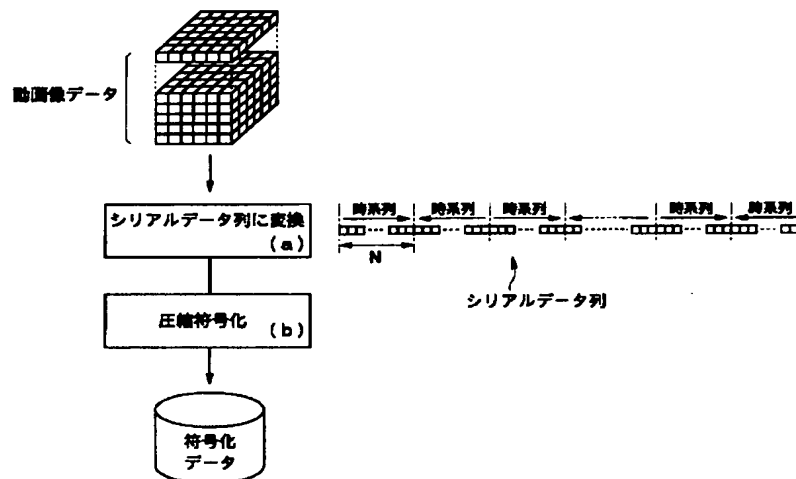 動画像データ
シリアルデータ列に変換
(a)
時系列 時系列 時系列 時系列 時系列
N
シリアルデータ列
圧縮符号化
(b)
符号化
データ